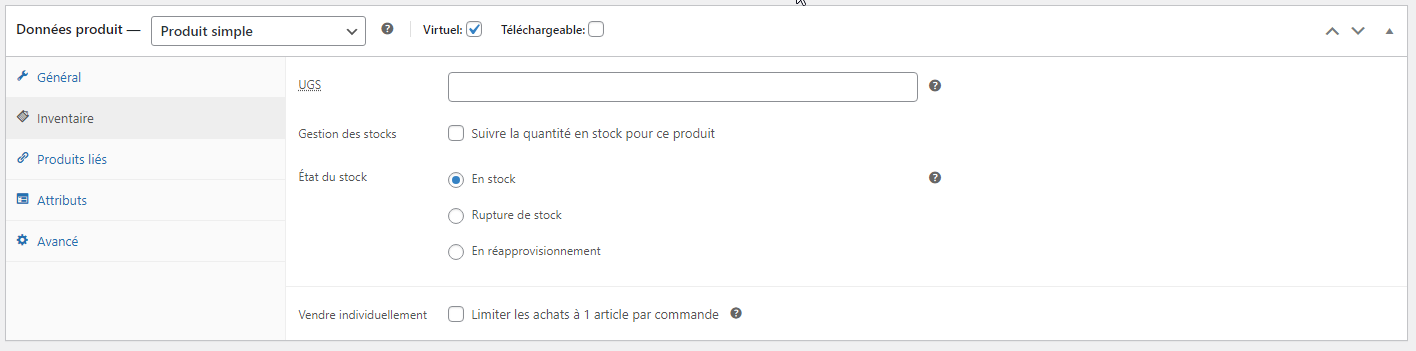 Données produit — Produit simple Virtuel: Téléchargeable:
Général
Inventaire
Produits liés
Attributs
Avancé
UGS
Gestion des stocks Suivre la quantité en stock pour ce produit
État du stock En stock
Rupture de stock
En réapprovisionnement
Vendre individuellement Limiter les achats à 1 article par commande